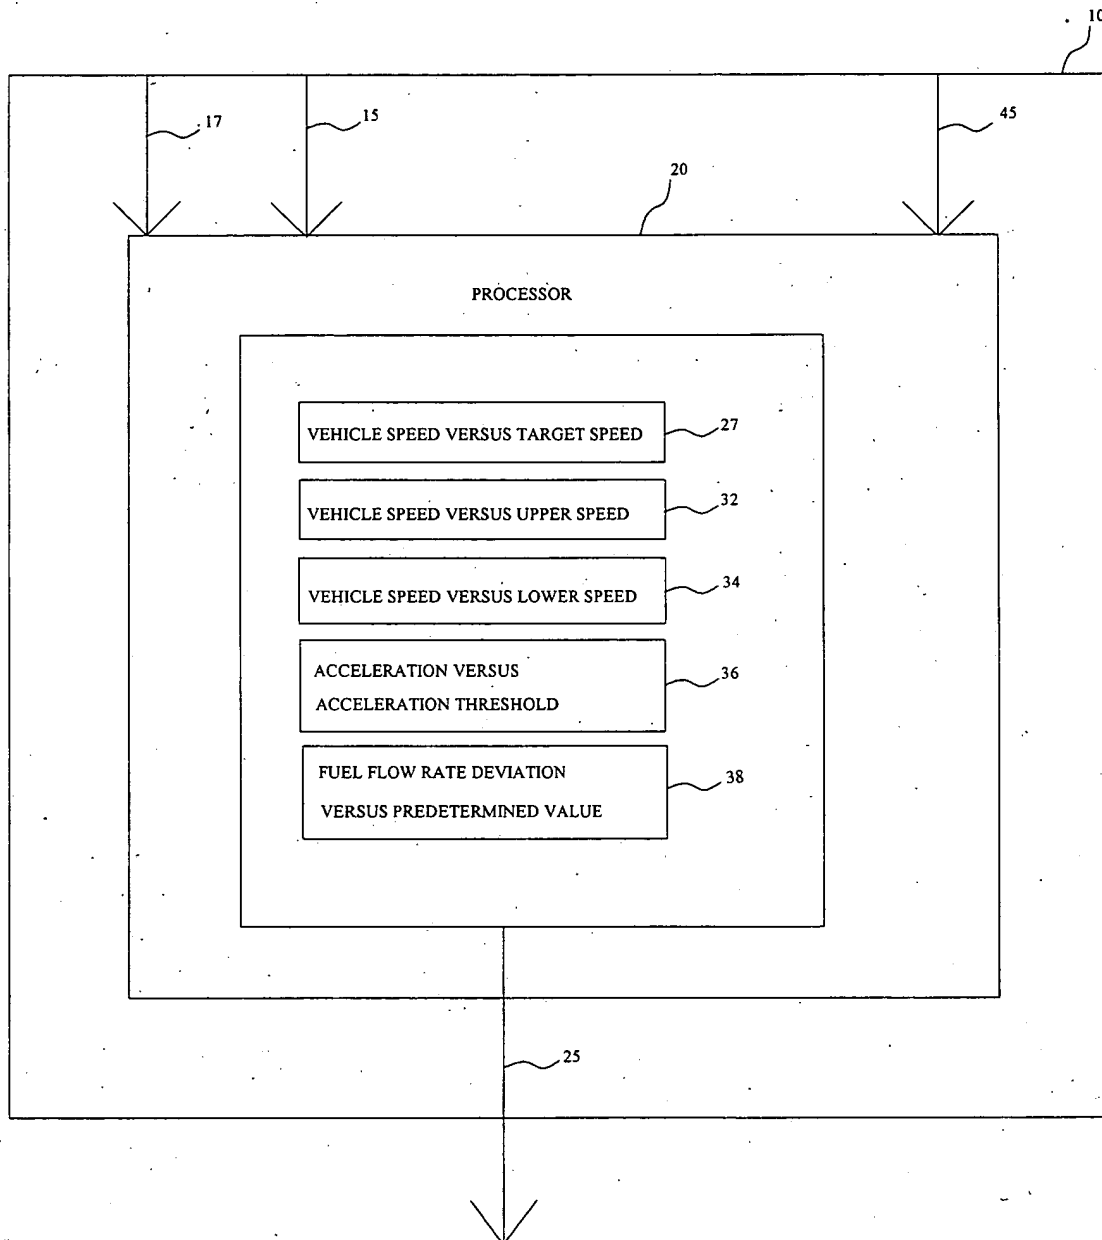 10
17
15
45
20
PROCESSOR
VEHICLE SPEED VERSUS TARGET SPEED
27
VEHICLE SPEED VERSUS UPPER SPEED
32
VEHICLE SPEED VERSUS LOWER SPEED
34
ACCELERATION VERSUS
ACCELERATION THRESHOLD
36
FUEL FLOW RATE DEVIATION
VERSUS PREDETERMINED VALUE
38
25